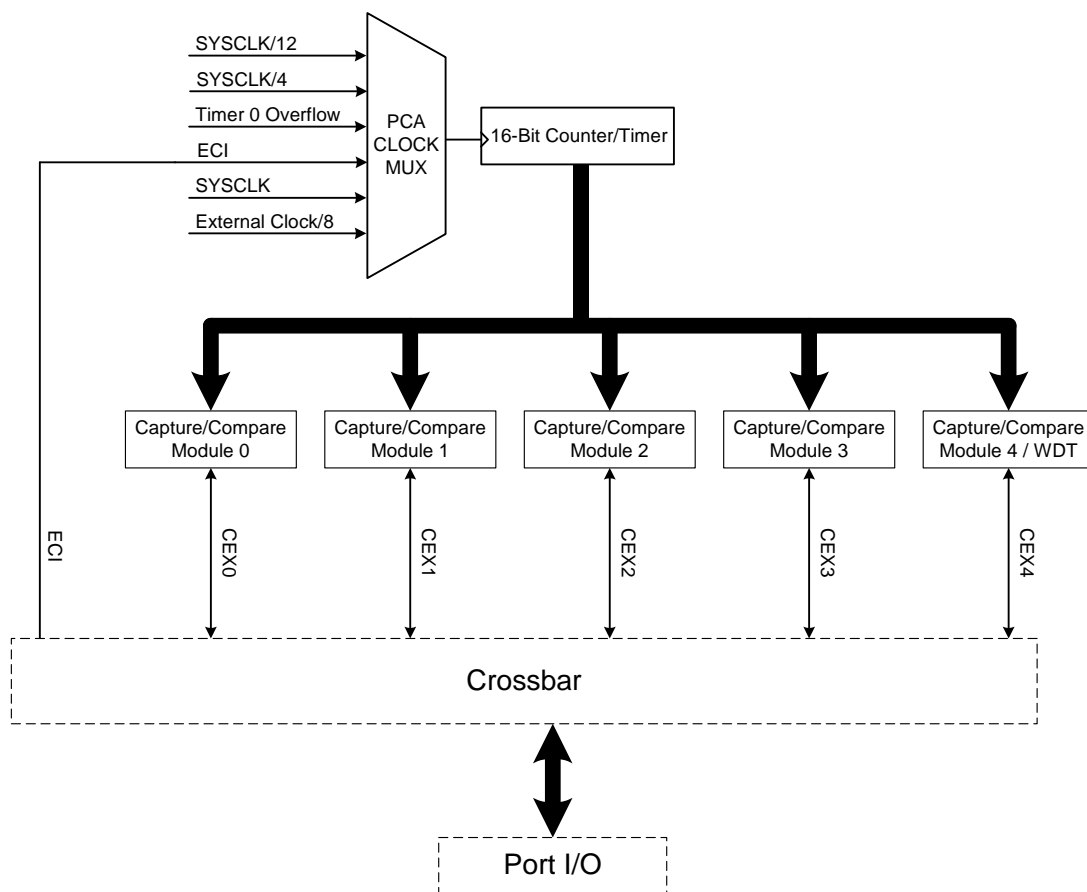 SYSCLK/12
SYSCLK/4
Timer 0 Overflow
ECI
SYSCLK
External Clock/8
PCA
CLOCK
MUX
16-Bit Counter/Timer
Capture/Compare
Module 0
Capture/Compare
Module 1
Capture/Compare
Module 2
Capture/Compare
Module 3
Capture/Compare
Module 4 / WDT
ECI
CEX0
CEX1
CEX2
CEX3
CEX4
Crossbar
Port I/O